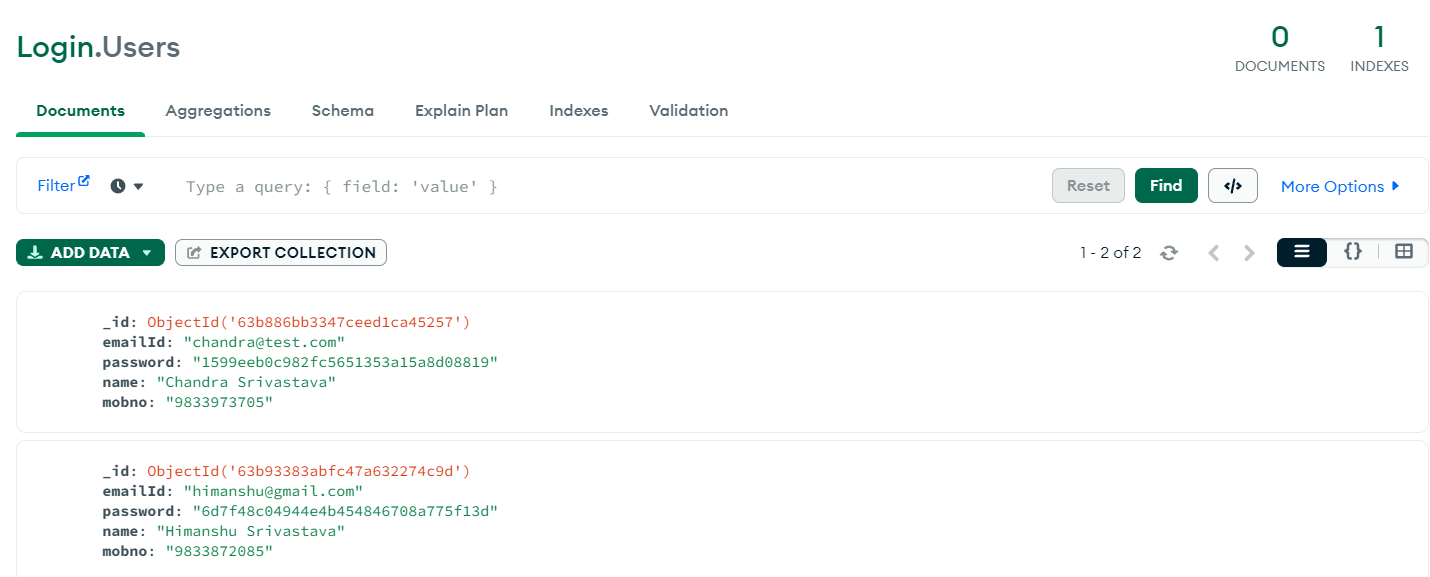 Login.Users
0
DOCUMENTS
1
INDEXES
Documents Aggregations Schema Explain Plan Indexes Validation
Filter Type a query: { field: 'value' } Reset Find </> More Options
ADD DATA EXPORT COLLECTION 1 - 2 of 2 {}
_id: ObjectId('63b886bb3347ceed1ca45257')
emailId: "chandra@test.com"
password: "1599eeb0c982fc5651353a15a8d08819"
name: "Chandra Srivastava"
mobno: "9833973705"
_id: ObjectId('63b93383abfc47a632274c9d')
emailId: "himanshu@gmail.com"
password: "6d7f48c04944e4b454846708a775f13d"
name: "Himanshu Srivastava"
mobno: "9833872085"